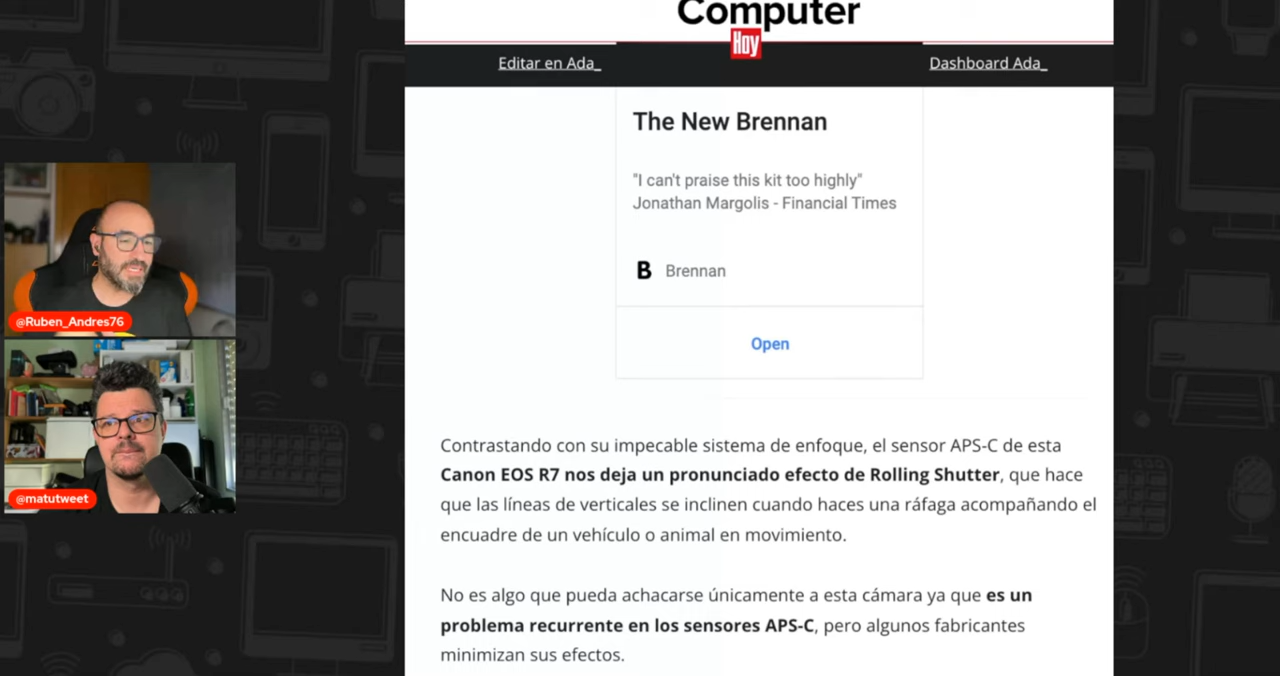 Computer
Hoy
Editar en Ada_
Dashboard Ada_
The New Brennan
"I can't praise this kit too highly"
Jonathan Margolis - Financial Times
B Brennan
Open
@Ruben_Andres76
@matutweet
Contrastando con su impecable sistema de enfoque, el sensor APS-C de esta
Canon EOS R7 nos deja un pronunciado efecto de Rolling Shutter, que hace
que las líneas de verticales se inclinen cuando haces una ráfaga acompañando el
encuadre de un vehículo o animal en movimiento.
No es algo que pueda achacarse únicamente a esta cámara ya que es un
problema recurrente en los sensores APS-C, pero algunos fabricantes
minimizan sus efectos.